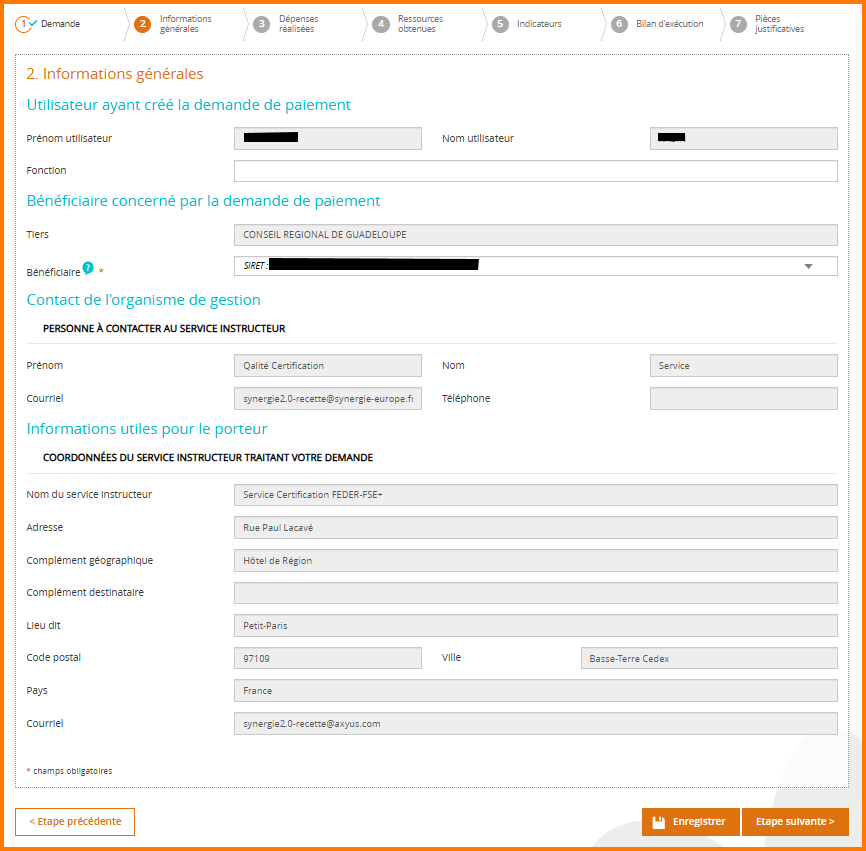 1 Demande
2 Informations générales
3 Dépenses réalisées
4 Ressources obtenues
5 Indicateurs
6 Bilan d'exécution
7 Pièces justificatives
2. Informations générales
Utilisateur ayant créé la demande de paiement
Prénom utilisateur Nom utilisateur
Fonction
Bénéficiaire concerné par la demande de paiement
Tiers CONSEIL REGIONAL DE GUADELOUPE
Bénéficiaire ? * SIRET :
Contact de l'organisme de gestion
PERSONNE À CONTACTER AU SERVICE INSTRUCTEUR
Prénom Qalité Certification Nom Service
Courriel synergie2.0-recette@synergie-europe.fr Téléphone
Informations utiles pour le porteur
COORDONNÉES DU SERVICE INSTRUCTEUR TRAITANT VOTRE DEMANDE
Nom du service instructeur Service Certification FEDER-FSE+
Adresse Rue Paul Lacavé
Complément géographique Hôtel de Région
Complément destinataire
Lieu dit Petit-Paris
Code postal 97109 Ville Basse-Terre Cedex
Pays France
Courriel synergie2.0-recette@axyus.com
* champs obligatoires
< Etape précédente Enregistrer Etape suivante >